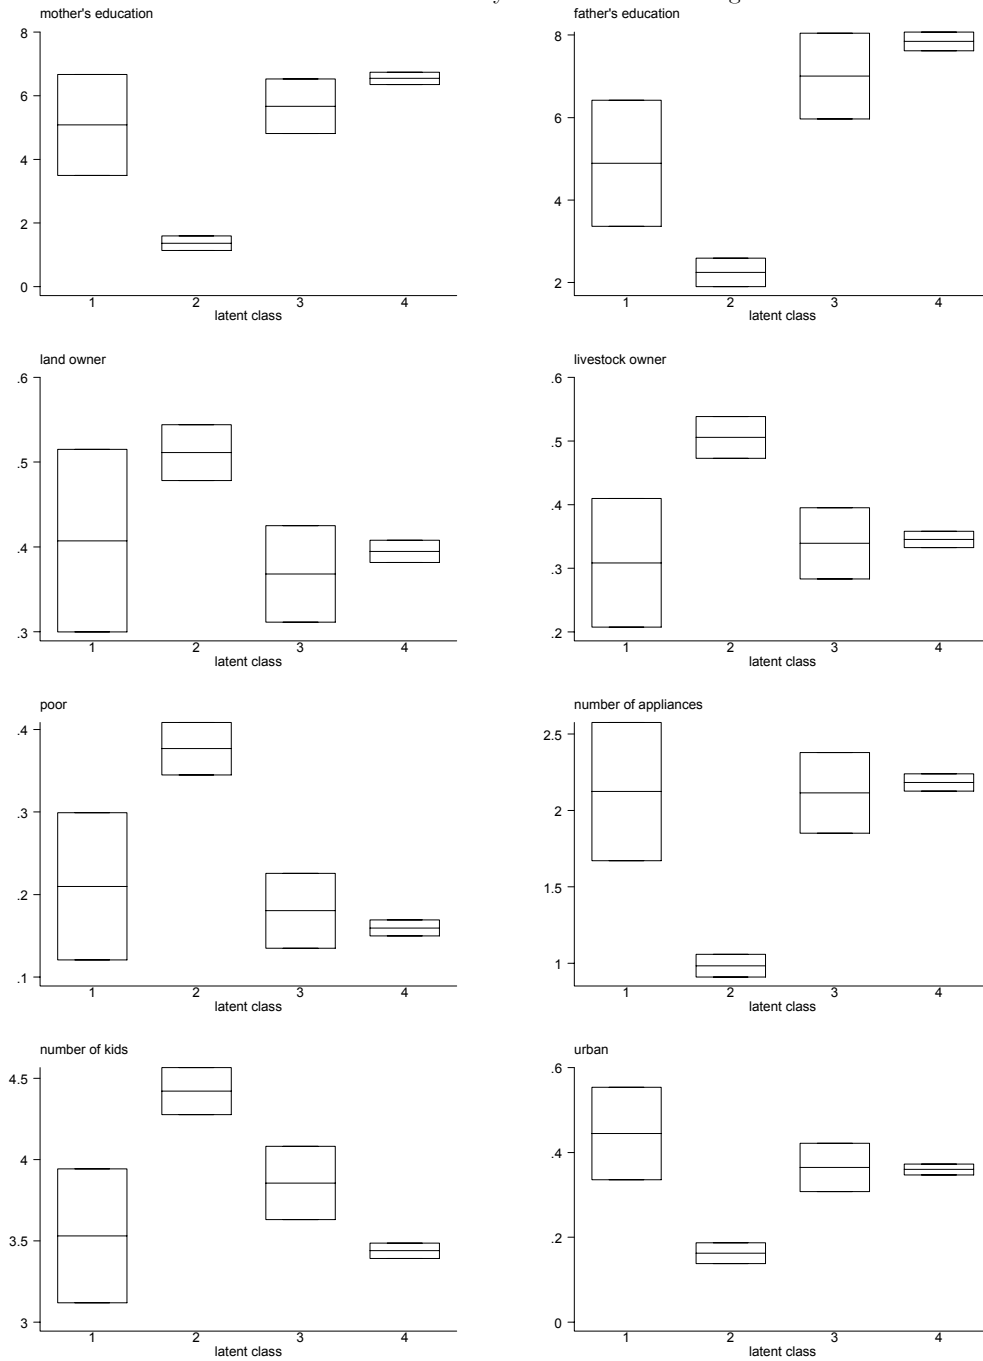 mother's education
8
6
4
2
0
1 2 3 4
latent class
father's education
8
6
4
2
1 2 3 4
latent class
land owner
.6
.5
.4
.3
1 2 3 4
latent class
livestock owner
.6
.5
.4
.3
.2
1 2 3 4
latent class
poor
.4
.3
.2
.1
1 2 3 4
latent class
number of appliances
2.5
2
1.5
1
1 2 3 4
latent class
number of kids
4.5
4
3.5
3
1 2 3 4
latent class
urban
.6
.4
.2
0
1 2 3 4
latent class